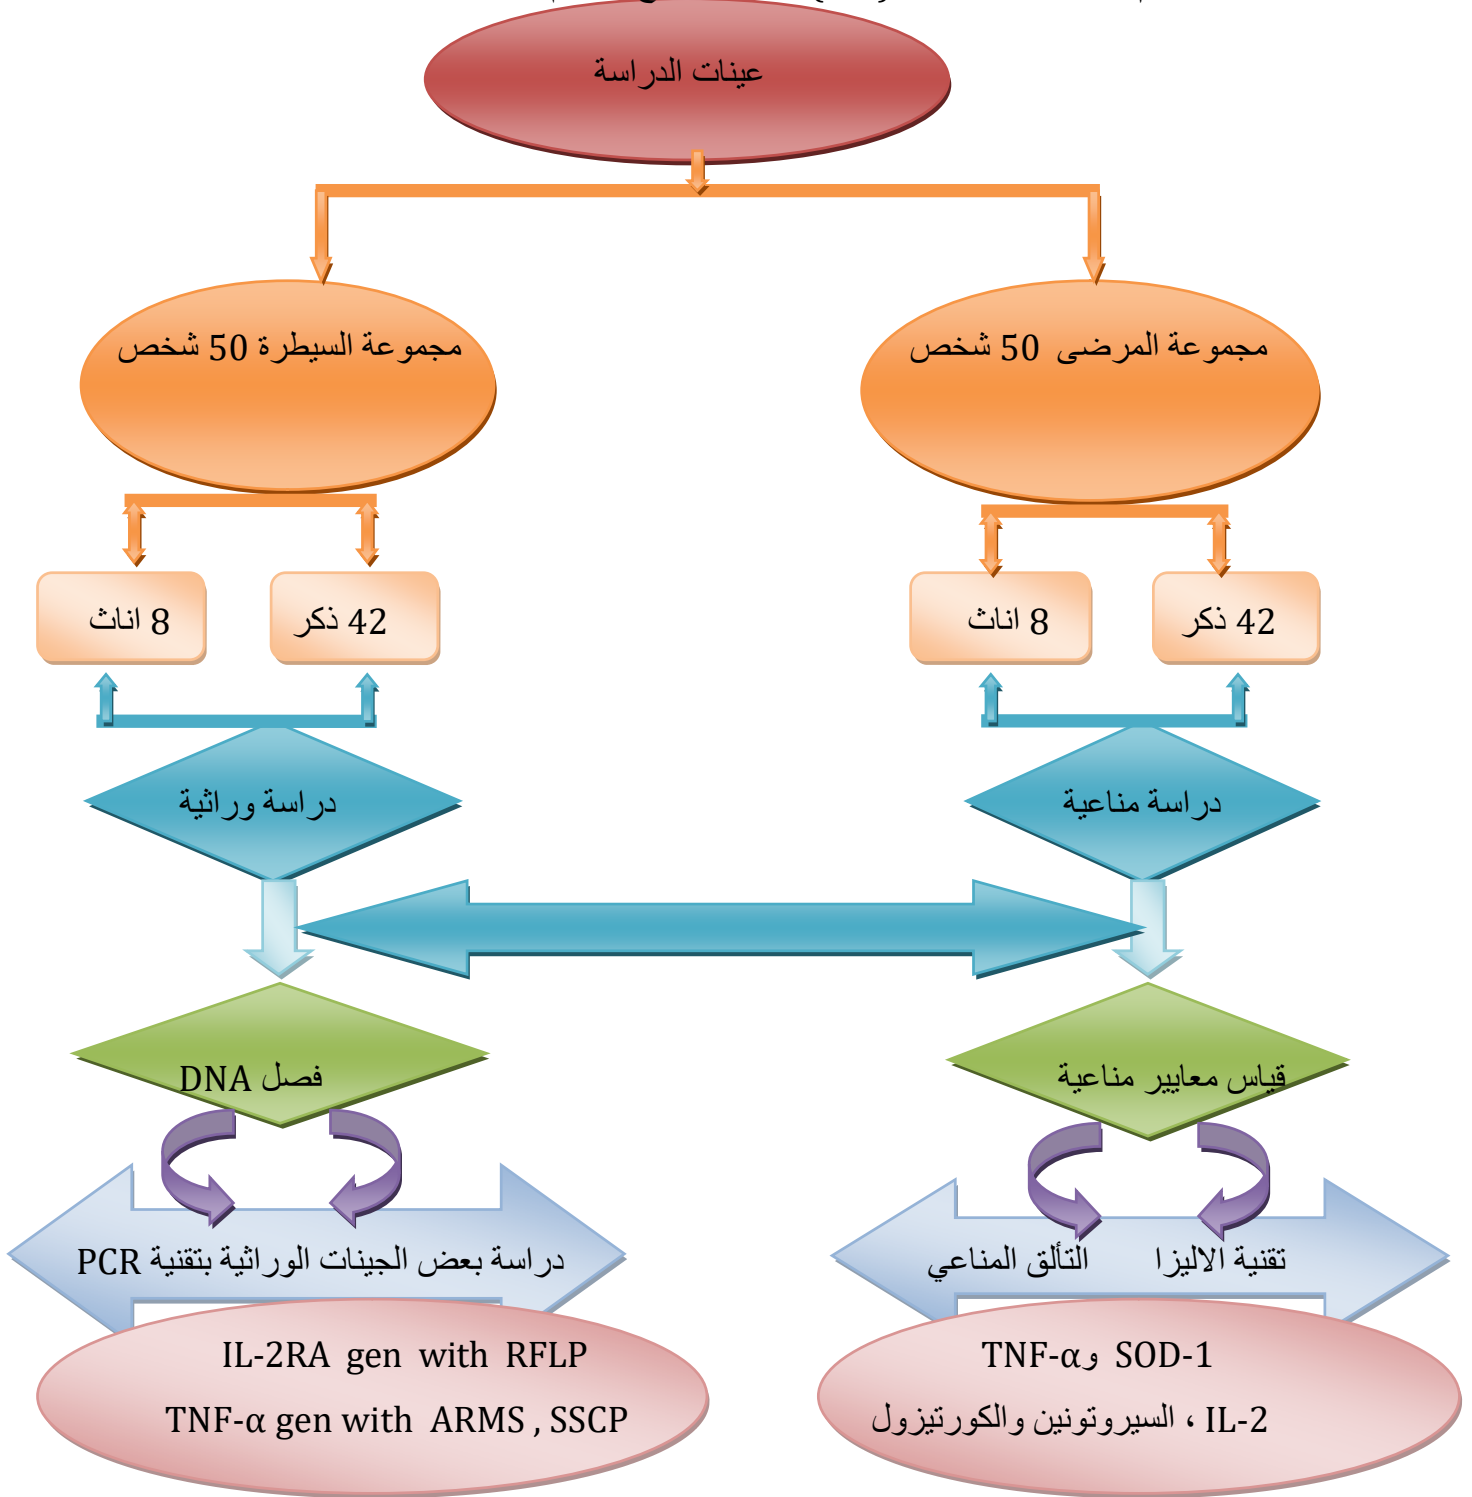 عينات الدراسة
مجموعة المرضى 50 شخص
مجموعة السيطرة 50 شخص
42 ذكر
8 اناث
42 ذكر
8 اناث
دراسة مناعية
دراسة وراثية
قياس معايير مناعية
فصل DNA
تقنية الاليزا التألق المناعي
دراسة بعض الجينات الوراثية بتقنية PCR
SOD-1 وTNF-α
IL-2 ، السيروتونين والكورتيزول
IL-2RA gen with RFLP
TNF-α gen with ARMS , SSCP